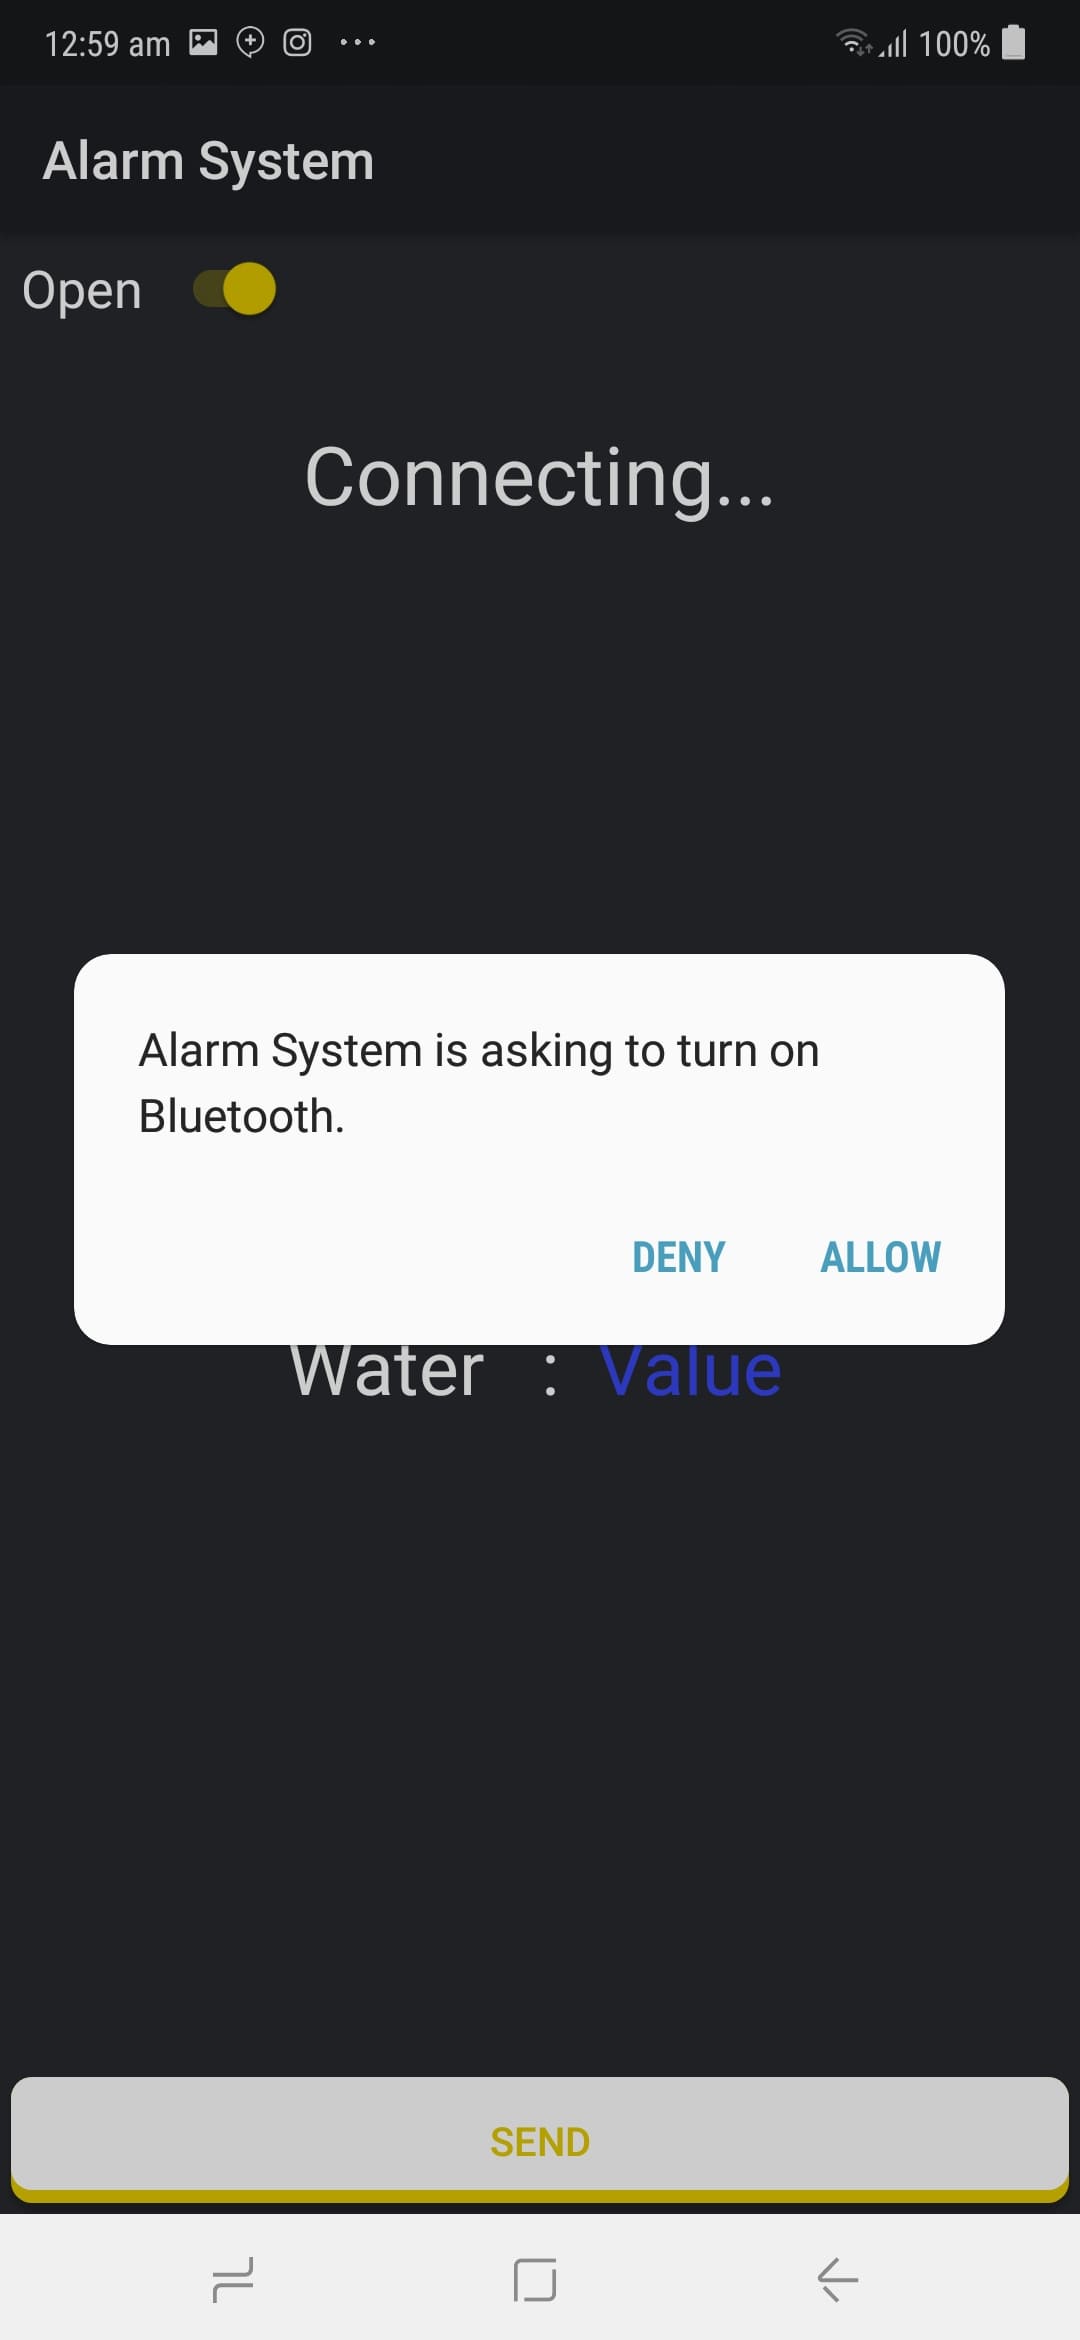 12:59 am 100%
Alarm System
Open
Connecting...
Alarm System is asking to turn on
Bluetooth.
DENY ALLOW
Water : Value
SEND